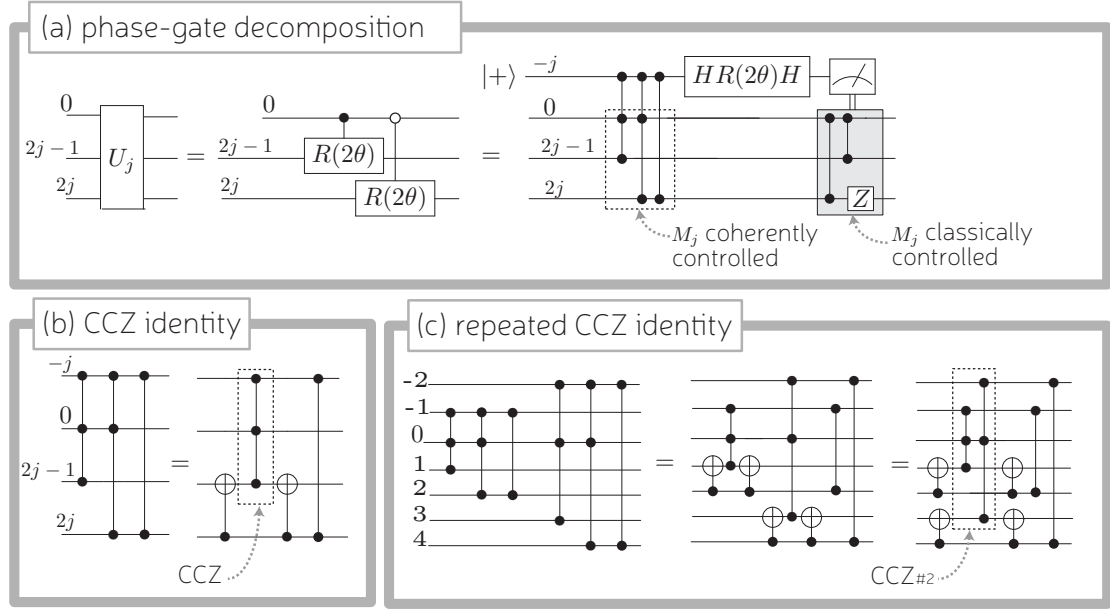 (a) phase-gate decomposition
|+⟩ −j HR(2θ)H
0 0 0
2j−1 U_j = 2j−1 R(2θ) = 2j−1
2j 2j R(2θ) 2j Z
M_j coherently controlled
M_j classically controlled
(b) CCZ identity
−j
0
2j−1 =
2j
CCZ
(c) repeated CCZ identity
-2
-1
0
1 = =
2
3
4
CCZ#2